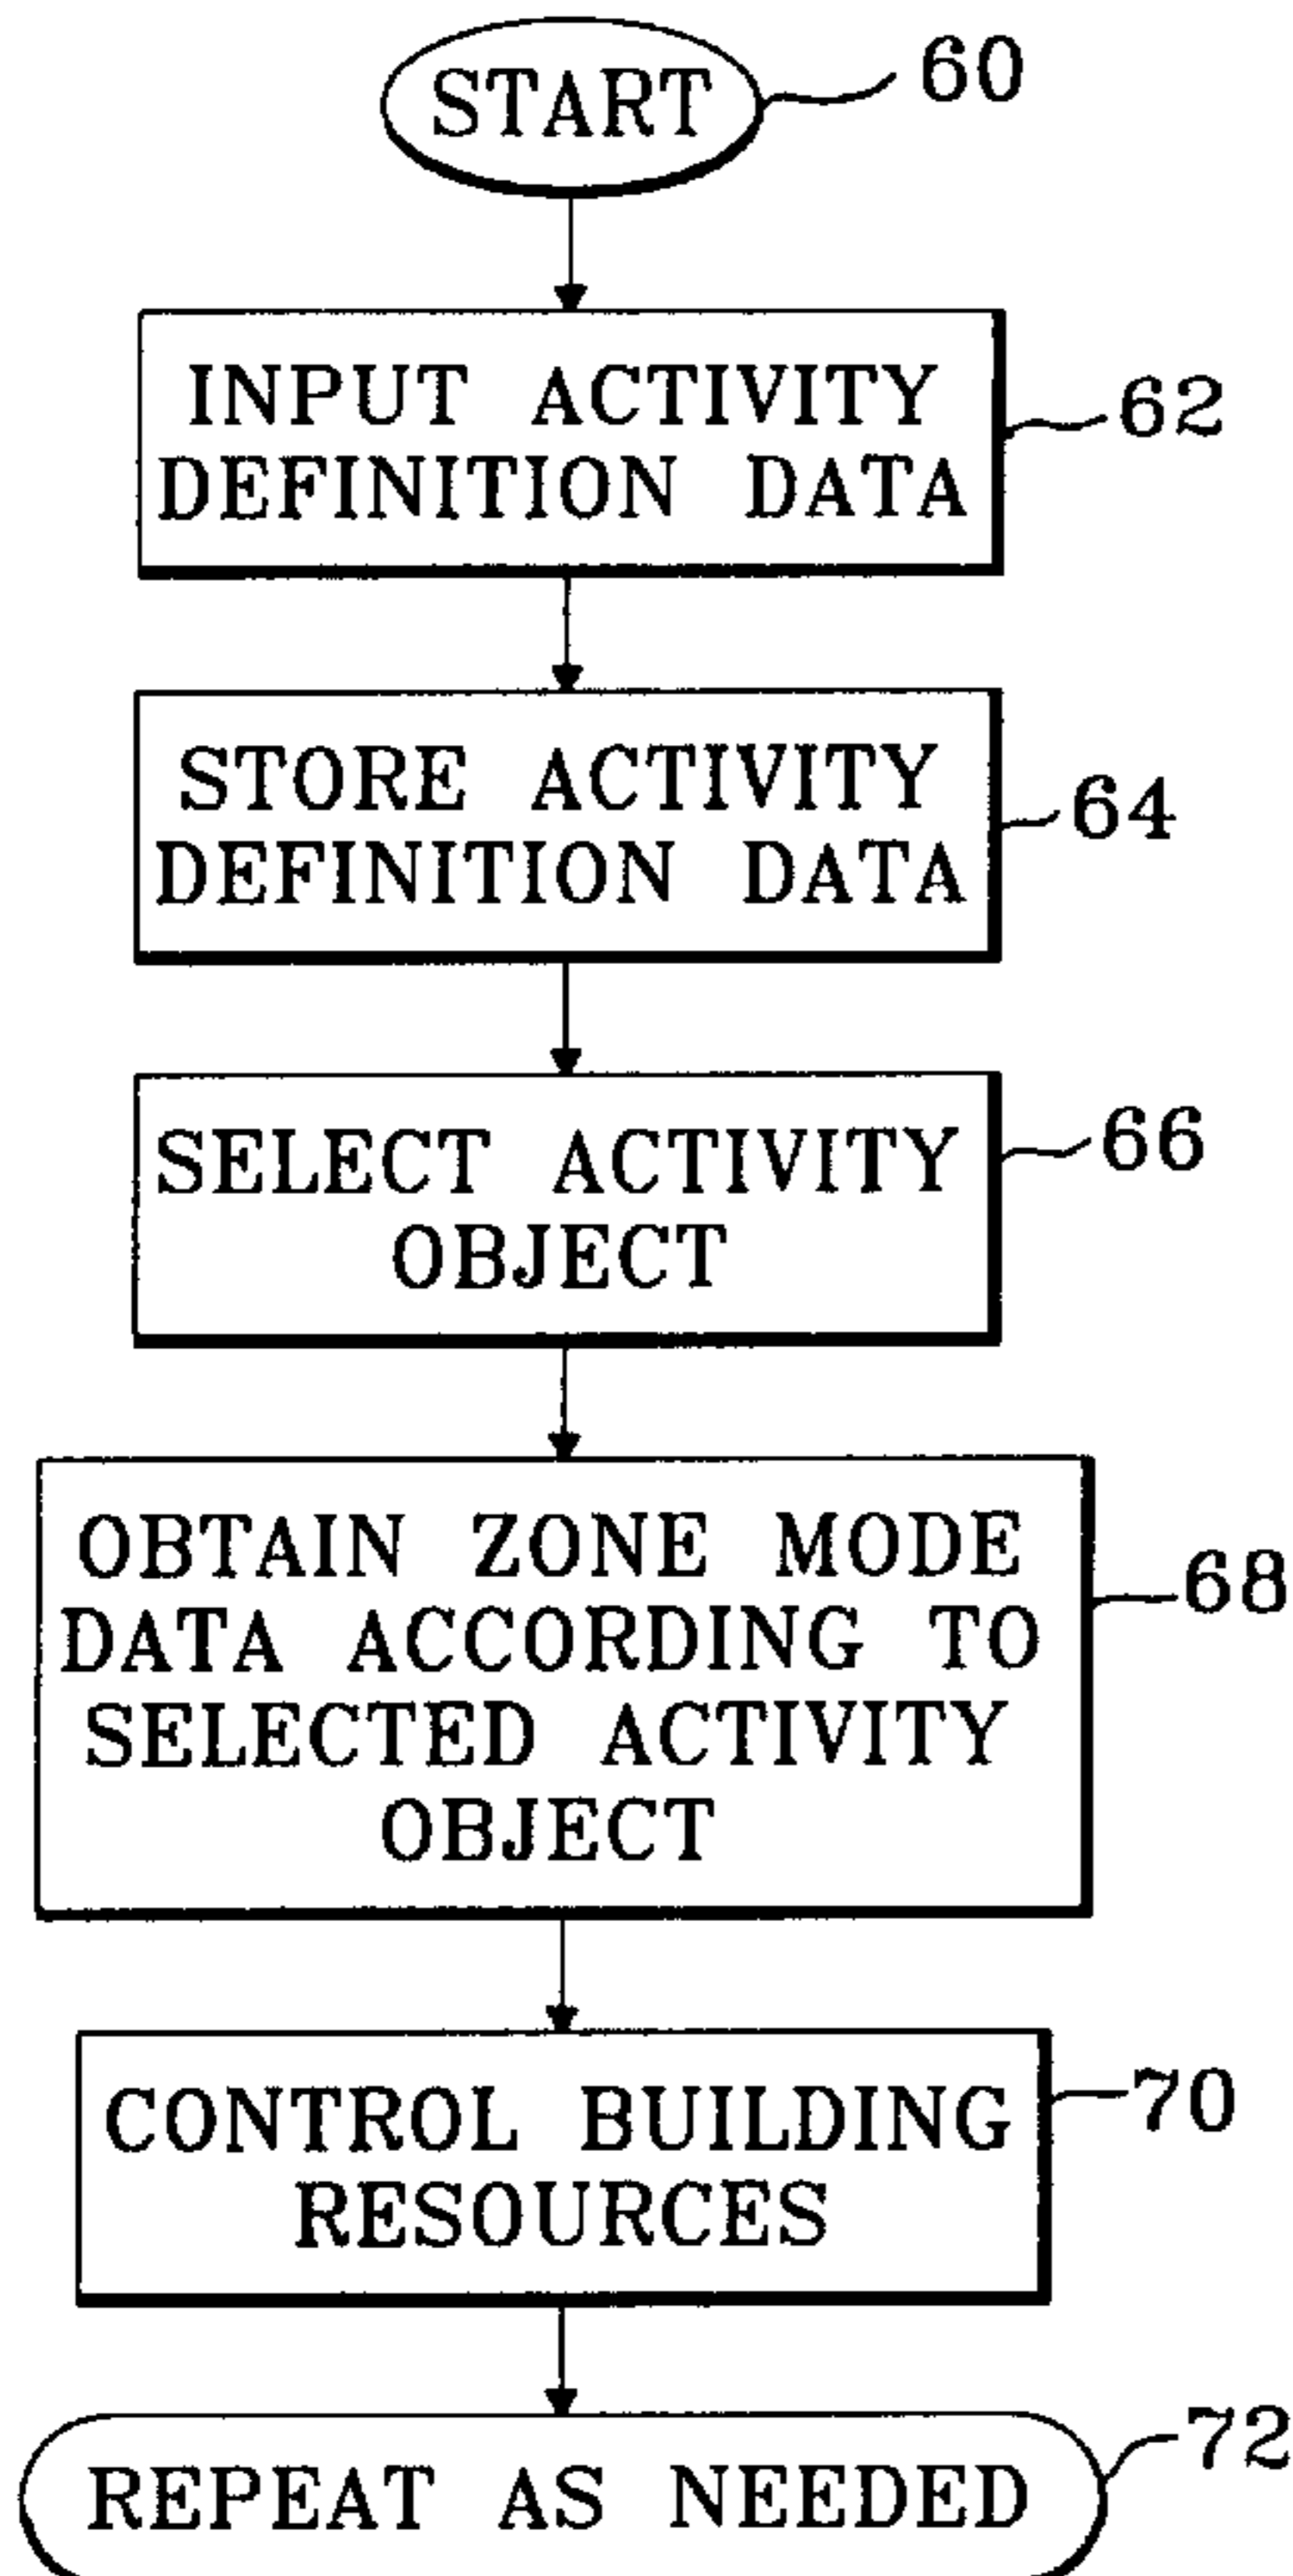 START
60
INPUT ACTIVITY
DEFINITION DATA
62
STORE ACTIVITY
DEFINITION DATA
64
SELECT ACTIVITY
OBJECT
66
OBTAIN ZONE MODE
DATA ACCORDING TO
SELECTED ACTIVITY
OBJECT
68
CONTROL BUILDING
RESOURCES
70
REPEAT AS NEEDED
72